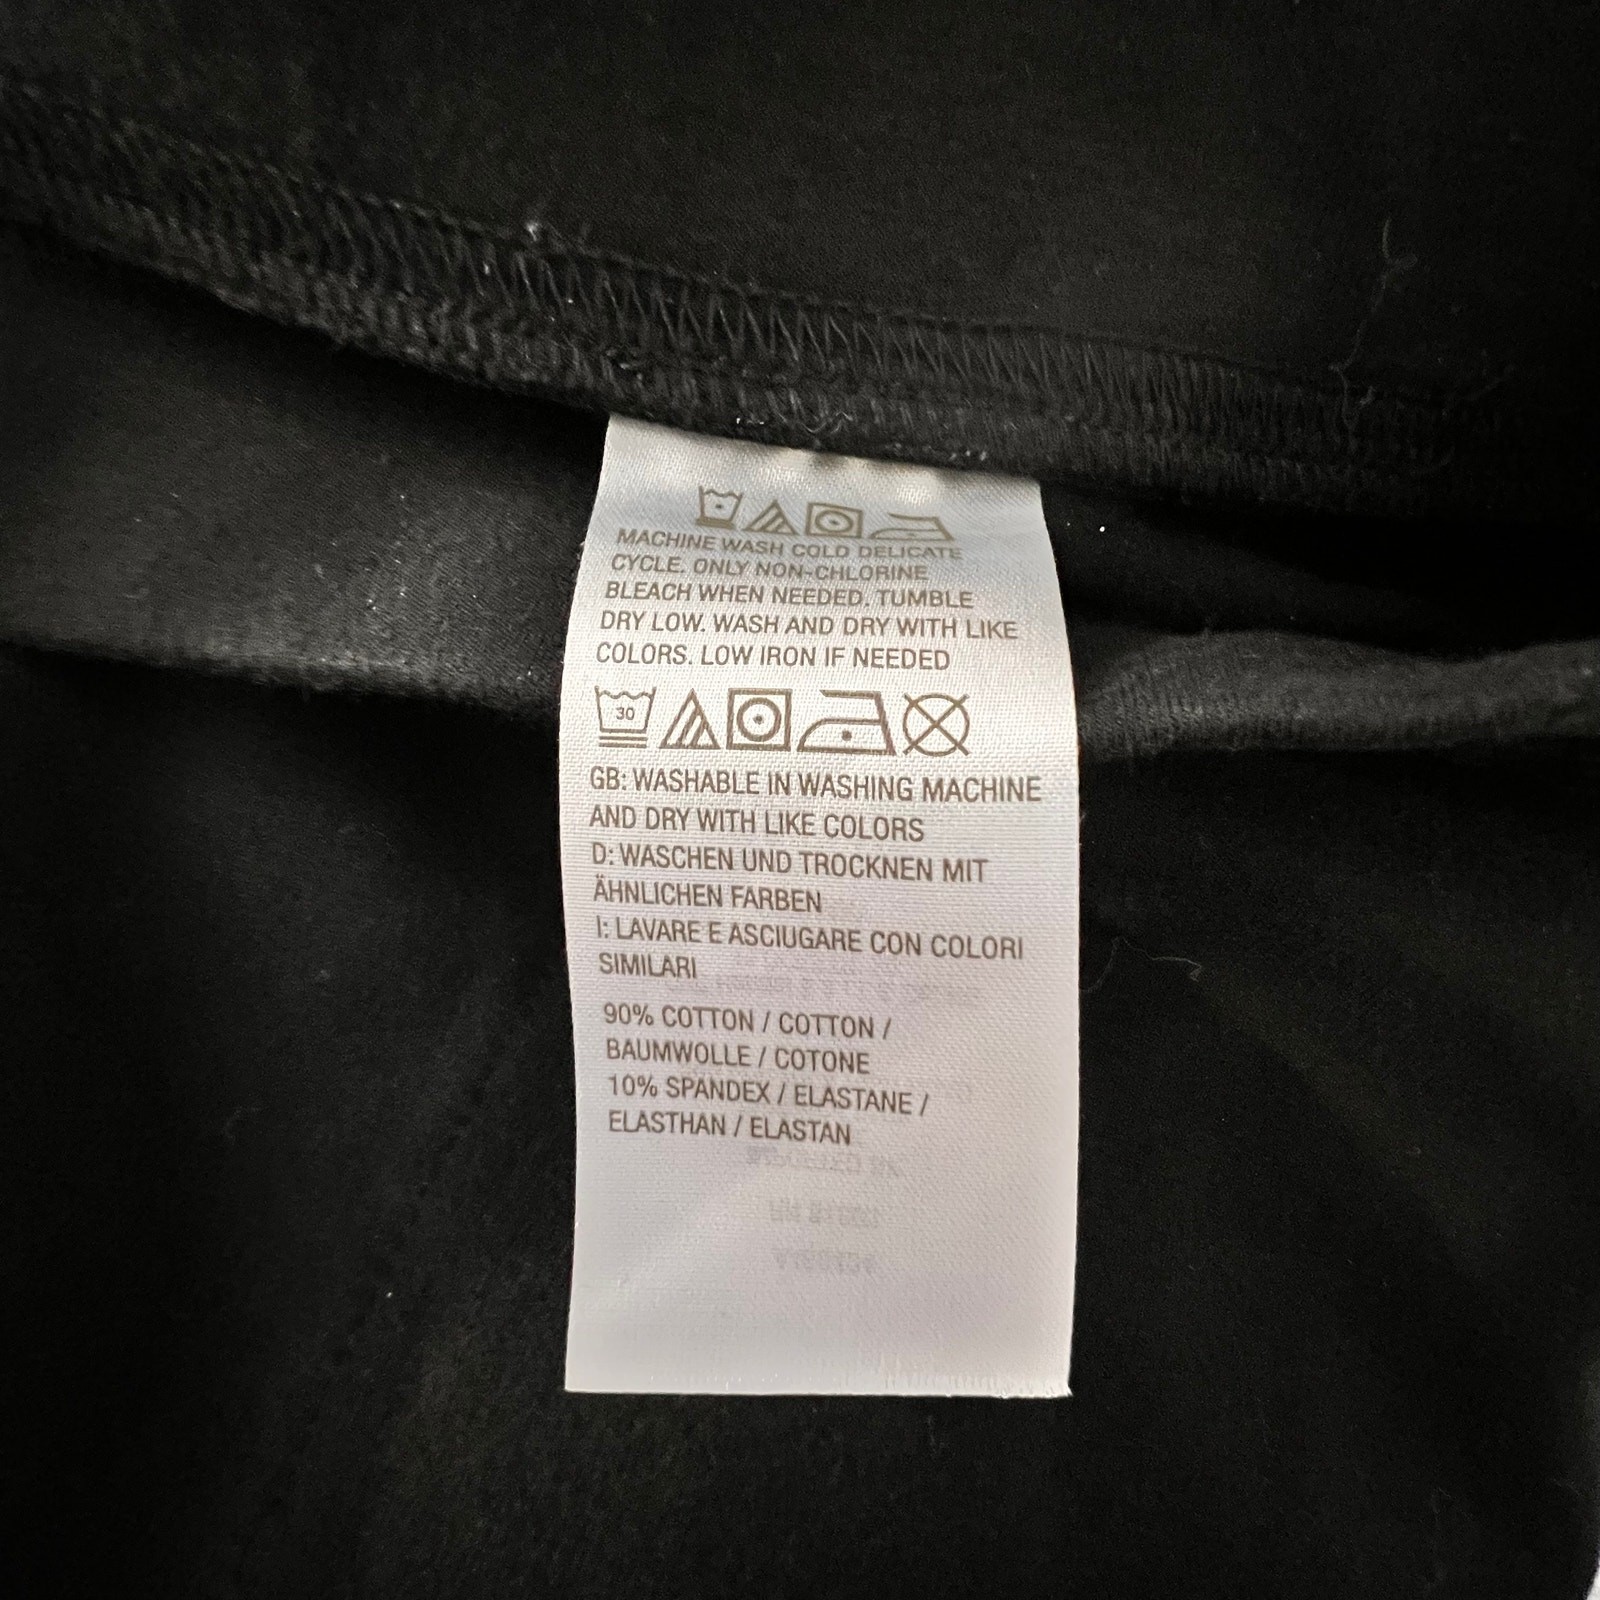 MACHINE WASH COLD DELICATE
CYCLE. ONLY NON-CHLORINE
BLEACH WHEN NEEDED. TUMBLE
DRY LOW. WASH AND DRY WITH LIKE
COLORS. LOW IRON IF NEEDED
30
GB: WASHABLE IN WASHING MACHINE
AND DRY WITH LIKE COLORS
D: WASCHEN UND TROCKNEN MIT
ÄHNLICHEN FARBEN
I: LAVARE E ASCIUGARE CON COLORI
SIMILARI
90% COTTON / COTTON /
BAUMWOLLE / COTONE
10% SPANDEX / ELASTANE /
ELASTHAN / ELASTAN